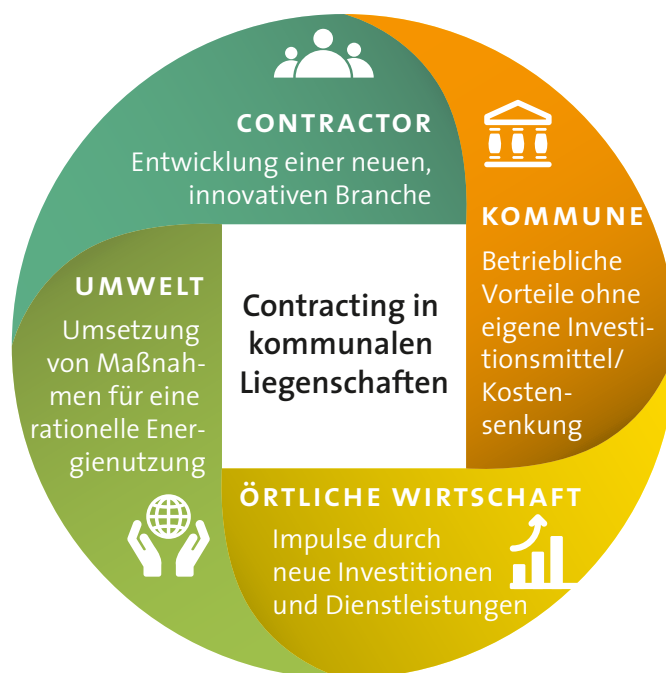 CONTRACTOR
Entwicklung einer neuen,
innovativen Branche
KOMMUNE
Betriebliche
Vorteile ohne
eigene Investi-
tionsmittel/
Kosten-
senkung
UMWELT
Umsetzung
von Maßnah-
men für eine
rationelle Ener-
gienutzung
Contracting in
kommunalen
Liegenschaften
ÖRTLICHE WIRTSCHAFT
Impulse durch
neue Investitionen
und Dienstleistungen